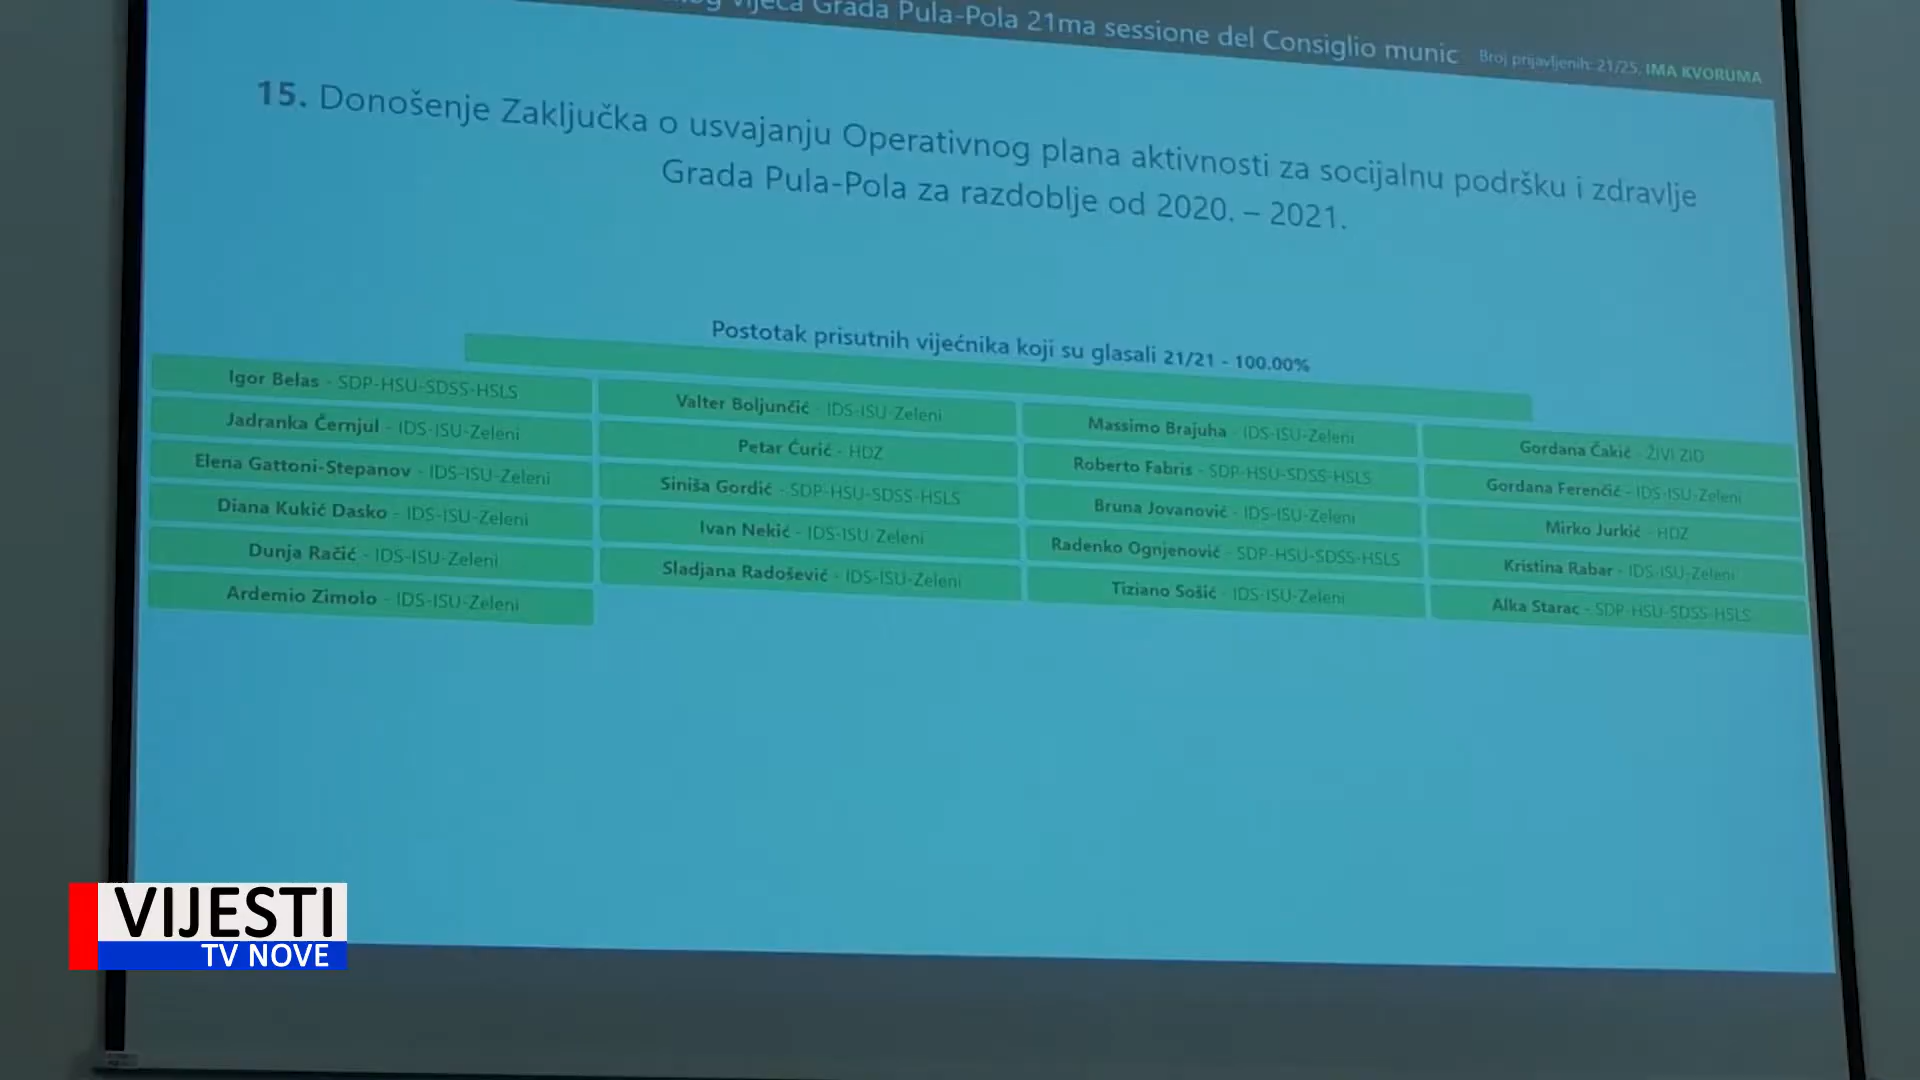 vijeća Grada Pula-Pola 21ma sessione del Consiglio munic
Broj prijavljenih: 21/25, IMA KVORUMA
15. Donošenje Zaključka o usvajanju Operativnog plana aktivnosti za socijalnu podršku i zdravlje
Grada Pula-Pola za razdoblje od 2020. – 2021.
Postotak prisutnih vijećnika koji su glasali 21/21 - 100.00%
Igor Belas - SDP-HSU-SDSS-HSLS
Valter Boljunčić - IDS-ISU-Zeleni
Massimo Brajuha - IDS-ISU-Zeleni
Gordana Čakić - ŽIVI ZID
Jadranka Černjul - IDS-ISU-Zeleni
Petar Ćurić - HDZ
Roberto Fabris - SDP-HSU-SDSS-HSLS
Gordana Ferenčić - IDS-ISU-Zeleni
Elena Gattoni-Stepanov - IDS-ISU-Zeleni
Siniša Gordić - SDP-HSU-SDSS-HSLS
Bruna Jovanović - IDS-ISU-Zeleni
Mirko Jurkić - HDZ
Diana Kukić Dasko - IDS-ISU-Zeleni
Ivan Nekić - IDS-ISU-Zeleni
Radenko Ognjenović - SDP-HSU-SDSS-HSLS
Kristina Rabar - IDS-ISU-Zeleni
Dunja Račić - IDS-ISU-Zeleni
Sladjana Radošević - IDS-ISU-Zeleni
Tiziano Sošić - IDS-ISU-Zeleni
Alka Starac - SDP-HSU-SDSS-HSLS
Ardemio Zimolo - IDS-ISU-Zeleni
VIJESTI
TV NOVE